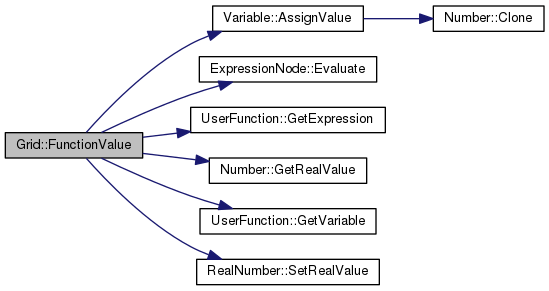 Variable::AssignValue
Number::Clone
ExpressionNode::Evaluate
UserFunction::GetExpression
Grid::FunctionValue
Number::GetRealValue
UserFunction::GetVariable
RealNumber::SetRealValue